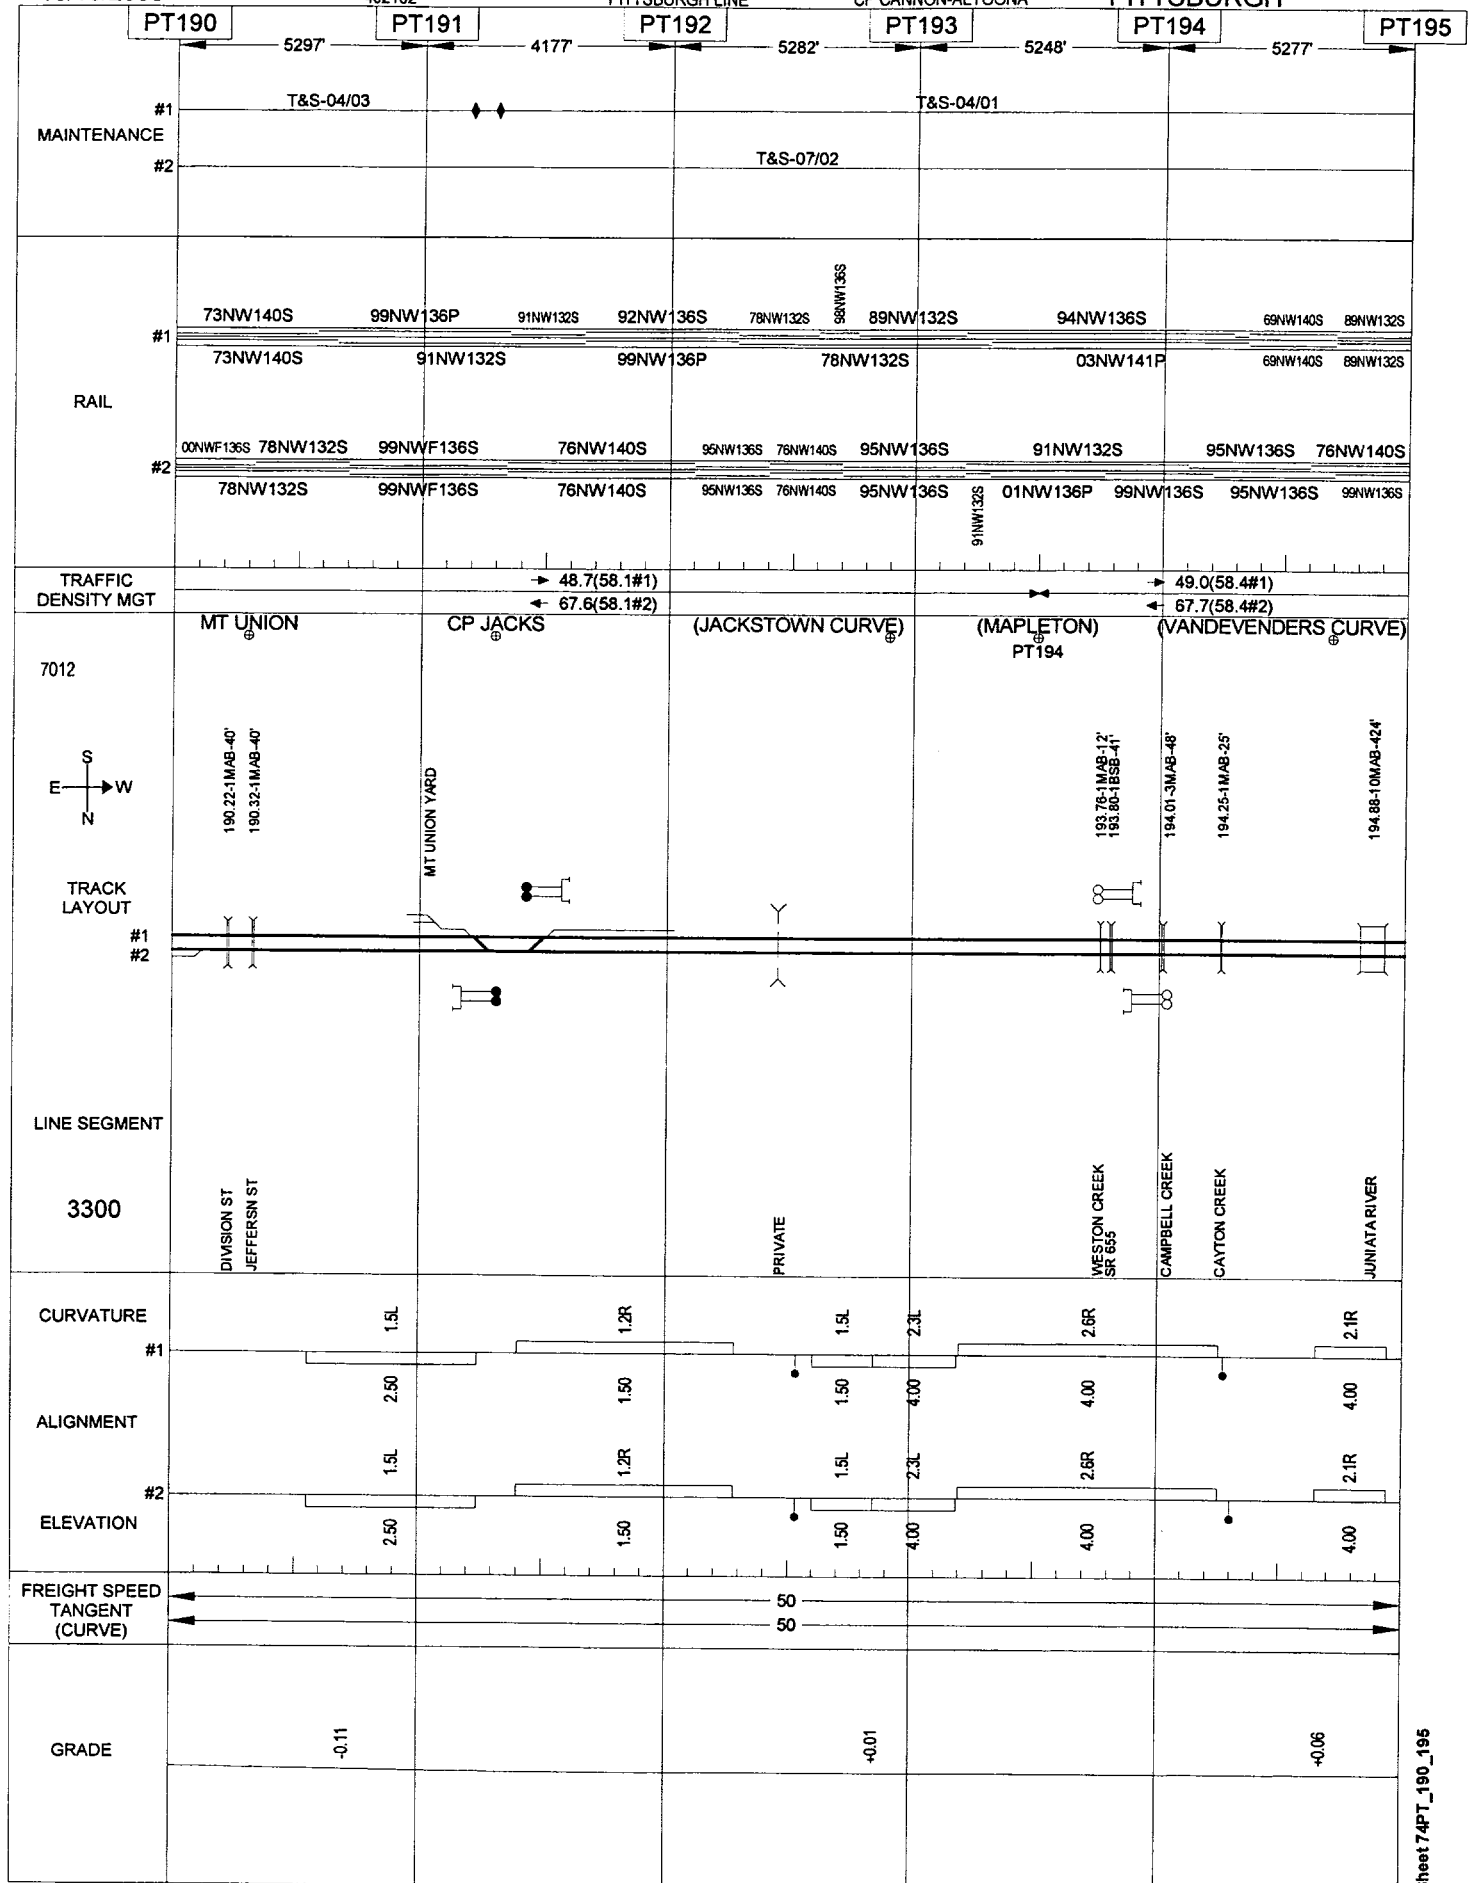 PITTSBURGH LINE CP CANNON-ALTOONA PITTSBURGH
PT190 PT191 PT192 PT193 PT194 PT195
5297' 4177' 5282' 5248' 5277'
#1 T&S-04/03 T&S-04/01
MAINTENANCE
#2 T&S-07/02
98NW136S
73NW140S 99NW136P 91NW132S 92NW136S 78NW132S 89NW132S 94NW136S 69NW140S 89NW132S
#1
73NW140S 91NW132S 99NW136P 78NW132S 03NW141P 69NW140S 89NW132S
RAIL
00NWF136S 78NW132S 99NWF136S 76NW140S 95NW136S 76NW140S 95NW136S 91NW132S 95NW136S 76NW140S
#2
78NW132S 99NWF136S 76NW140S 95NW136S 76NW140S 95NW136S 01NW136P 99NW136S 95NW136S 99NW136S
91NW132S
TRAFFIC
DENSITY MGT
48.7(58.1#1) 49.0(58.4#1)
67.6(58.1#2) 67.7(58.4#2)
MT UNION CP JACKS (JACKSTOWN CURVE) (MAPLETON) (VANDEVENDERS CURVE)
PT194
7012
S
E W
N
190.22-1MAB-40'
190.32-1MAB-40'
MT UNION YARD
193.76-1MAB-12'
193.80-1BSB-41'
194.01-3MAB-48'
194.25-1MAB-25'
194.88-10MAB-424'
TRACK
LAYOUT
#1
#2
LINE SEGMENT
3300
DIVISION ST
JEFFERSN ST
PRIVATE
WESTON CREEK
SR 655
CAMPBELL CREEK
CAYTON CREEK
JUNIATA RIVER
CURVATURE
1.5L 1.2R 1.5L 2.3L 2.6R 2.1R
#1
2.50 1.50 1.50 4.00 4.00 4.00
ALIGNMENT
1.5L 1.2R 1.5L 2.3L 2.6R 2.1R
#2
ELEVATION
2.50 1.50 1.50 4.00 4.00 4.00
FREIGHT SPEED
TANGENT
(CURVE)
50
50
GRADE
-0.11 +0.01 +0.06
74PT_190_195